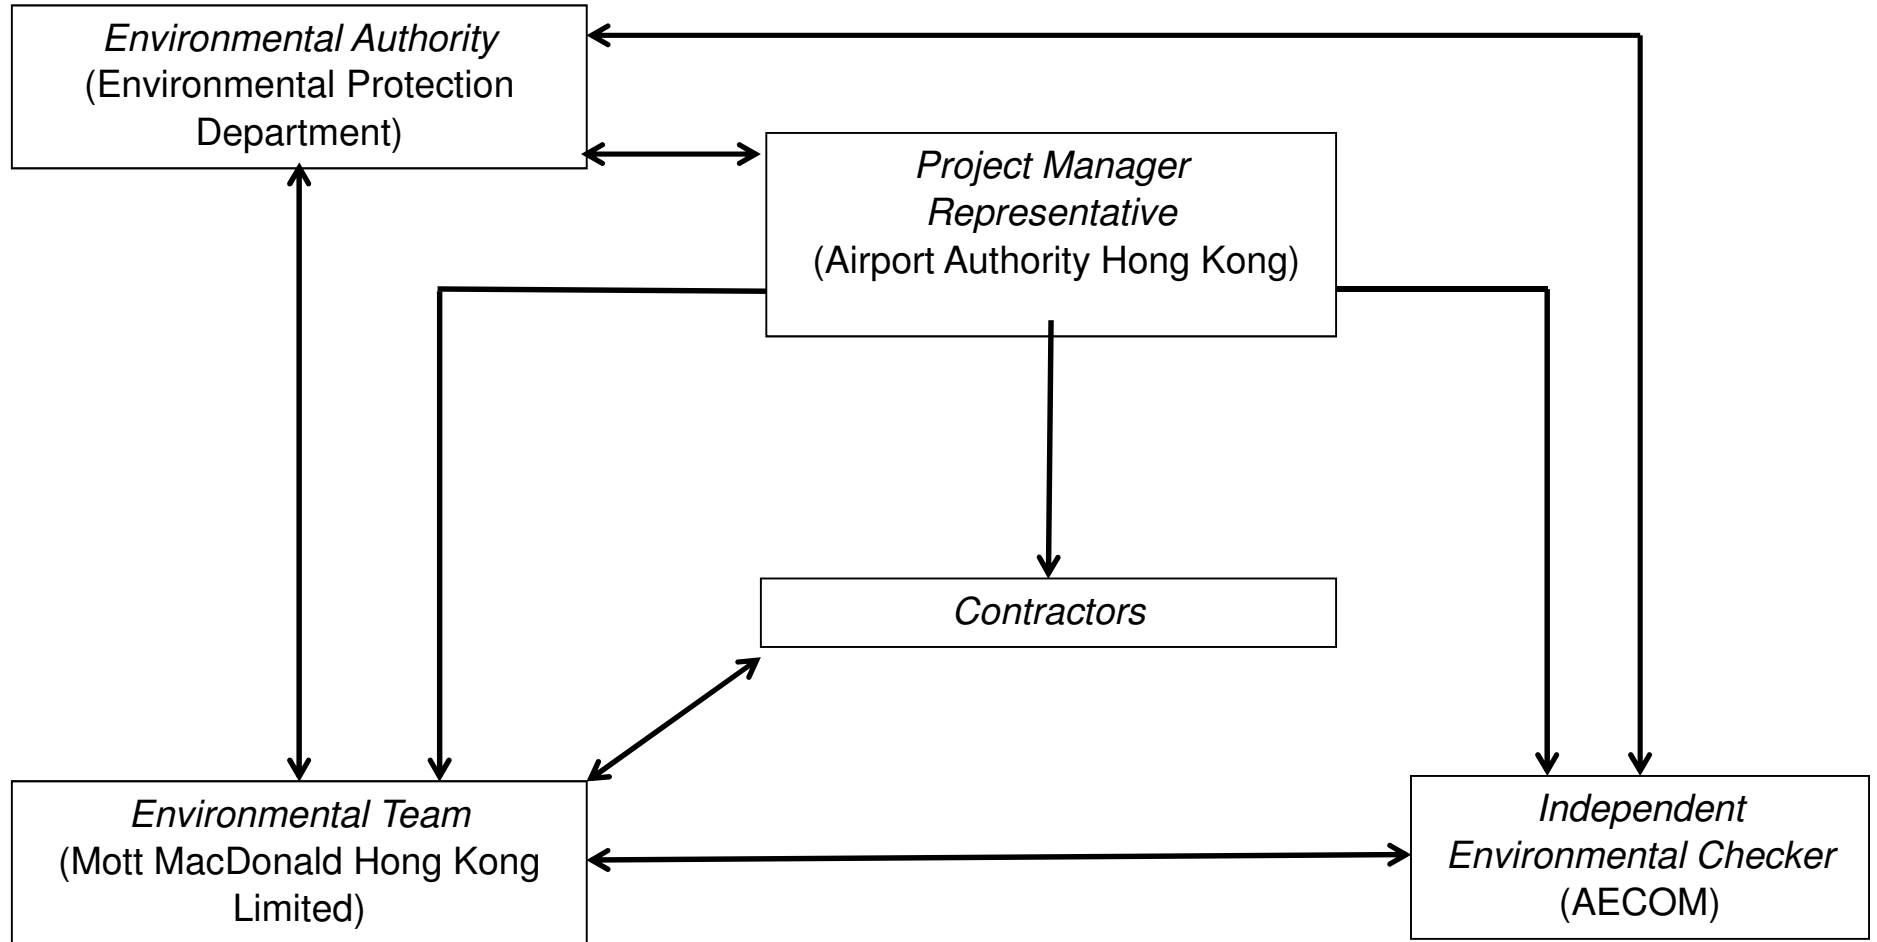 Environmental Authority
(Environmental Protection
Department)
Project Manager
Representative
(Airport Authority Hong Kong)
Contractors
Environmental Team
(Mott MacDonald Hong Kong
Limited)
Independent
Environmental Checker
(AECOM)